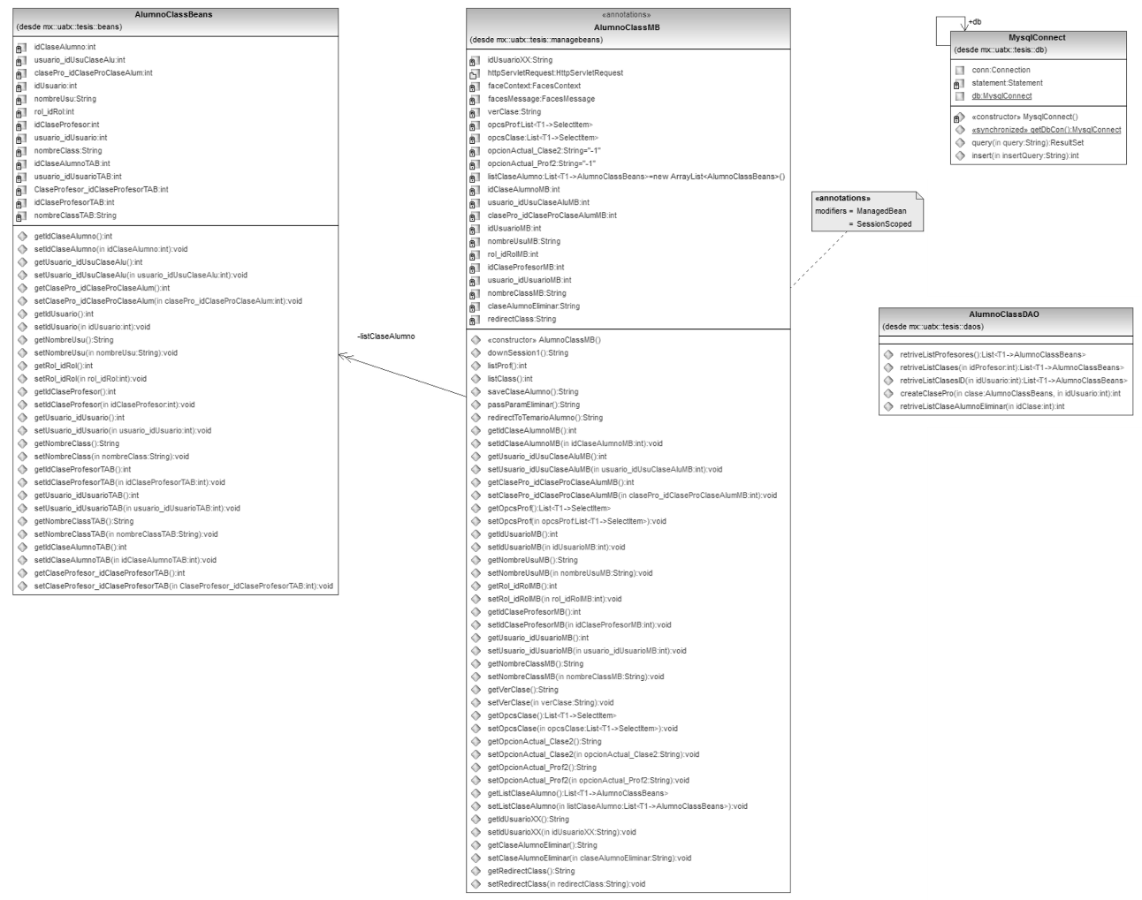 AlumnoClassBeans
(desde mx::uatx::tesis::beans)
idClaseAlumno:int
usuario_idUsuClaseAlu:int
clasePro_idClaseProClaseAlum:int
idUsuario:int
nombreUsu:String
rol_idRol:int
idClaseProfesor:int
usuario_idUsuario:int
nombreClass:String
idClaseAlumnoTAB:int
usuario_idUsuarioTAB:int
ClaseProfesor_idClaseProfesorTAB:int
idClaseProfesorTAB:int
nombreClassTAB:String
getIdClaseAlumno():int
setIdClaseAlumno(in idClaseAlumno:int):void
getUsuario_idUsuClaseAlu():int
setUsuario_idUsuClaseAlu(in usuario_idUsuClaseAlu:int):void
getClasePro_idClaseProClaseAlum():int
setClasePro_idClaseProClaseAlum(in clasePro_idClaseProClaseAlum:int):void
getIdUsuario():int
setIdUsuario(in idUsuario:int):void
getNombreUsu():String
setNombreUsu(in nombreUsu:String):void
getRol_idRol():int
setRol_idRol(in rol_idRol:int):void
getIdClaseProfesor():int
setIdClaseProfesor(in idClaseProfesor:int):void
getUsuario_idUsuario():int
setUsuario_idUsuario(in usuario_idUsuario:int):void
getNombreClass():String
setNombreClass(in nombreClass:String):void
getIdClaseProfesorTAB():int
setIdClaseProfesorTAB(in idClaseProfesorTAB:int):void
getUsuario_idUsuarioTAB():int
setUsuario_idUsuarioTAB(in usuario_idUsuarioTAB:int):void
getNombreClassTAB():String
setNombreClassTAB(in nombreClassTAB:String):void
getIdClaseAlumnoTAB():int
setIdClaseAlumnoTAB(in idClaseAlumnoTAB:int):void
getClaseProfesor_idClaseProfesorTAB():int
setClaseProfesor_idClaseProfesorTAB(in ClaseProfesor_idClaseProfesorTAB:int):void
-listClaseAlumno
«annotations»
AlumnoClassMB
(desde mx::uatx::tesis::managebeans)
idUsuarioXX:String
httpServletRequest:HttpServletRequest
faceContext:FacesContext
facesMessage:FacesMessage
verClase:String
opcsProf:List<T1->SelectItem>
opcsClase:List<T1->SelectItem>
opcionActual_Clase2:String="-1"
opcionActual_Prof2:String="-1"
listClaseAlumno:List<T1->AlumnoClassBeans>=new ArrayList<AlumnoClassBeans>()
idClaseAlumnoMB:int
usuario_idUsuClaseAluMB:int
clasePro_idClaseProClaseAlumMB:int
idUsuarioMB:int
nombreUsuMB:String
rol_idRolMB:int
idClaseProfesorMB:int
usuario_idUsuarioMB:int
nombreClassMB:String
claseAlumnoEliminar:String
redirectClass:String
«constructor» AlumnoClassMB()
downSession1():String
listProf():int
listClass():int
saveClaseAlumno():String
passParamEliminar():String
redirectToTemarioAlumno():String
getIdClaseAlumnoMB():int
setIdClaseAlumnoMB(in idClaseAlumnoMB:int):void
getUsuario_idUsuClaseAluMB():int
setUsuario_idUsuClaseAluMB(in usuario_idUsuClaseAluMB:int):void
getClasePro_idClaseProClaseAlumMB():int
setClasePro_idClaseProClaseAlumMB(in clasePro_idClaseProClaseAlumMB:int):void
getOpcsProf():List<T1->SelectItem>
setOpcsProf(in opcsProf:List<T1->SelectItem>):void
getIdUsuarioMB():int
setIdUsuarioMB(in idUsuarioMB:int):void
getNombreUsuMB():String
setNombreUsuMB(in nombreUsuMB:String):void
getRol_idRolMB():int
setRol_idRolMB(in rol_idRolMB:int):void
getIdClaseProfesorMB():int
setIdClaseProfesorMB(in idClaseProfesorMB:int):void
getUsuario_idUsuarioMB():int
setUsuario_idUsuarioMB(in usuario_idUsuarioMB:int):void
getNombreClassMB():String
setNombreClassMB(in nombreClassMB:String):void
getVerClase():String
setVerClase(in verClase:String):void
getOpcsClase():List<T1->SelectItem>
setOpcsClase(in opcsClase:List<T1->SelectItem>):void
getOpcionActual_Clase2():String
setOpcionActual_Clase2(in opcionActual_Clase2:String):void
getOpcionActual_Prof2():String
setOpcionActual_Prof2(in opcionActual_Prof2:String):void
getListClaseAlumno():List<T1->AlumnoClassBeans>
setListClaseAlumno(in listClaseAlumno:List<T1->AlumnoClassBeans>):void
getIdUsuarioXX():String
setIdUsuarioXX(in idUsuarioXX:String):void
getClaseAlumnoEliminar():String
setClaseAlumnoEliminar(in claseAlumnoEliminar:String):void
getRedirectClass():String
setRedirectClass(in redirectClass:String):void
+db
MysqlConnect
(desde mx::uatx::tesis::db)
conn:Connection
statement:Statement
db:MysqlConnect
«constructor» MysqlConnect()
«synchronized» getDbCon():MysqlConnect
query(in query:String):ResultSet
insert(in insertQuery:String):int
«annotations»
modifiers = ManagedBean
= SessionScoped
AlumnoClassDAO
(desde mx::uatx::tesis::daos)
retriveListProfesores():List<T1->AlumnoClassBeans>
retriveListClases(in idProfesor:int):List<T1->AlumnoClassBeans>
retriveListClasesID(in idUsuario:int):List<T1->AlumnoClassBeans>
createClasePro(in clase:AlumnoClassBeans, in idUsuario:int):int
retriveListClaseAlumnoEliminar(in idClase:int):int